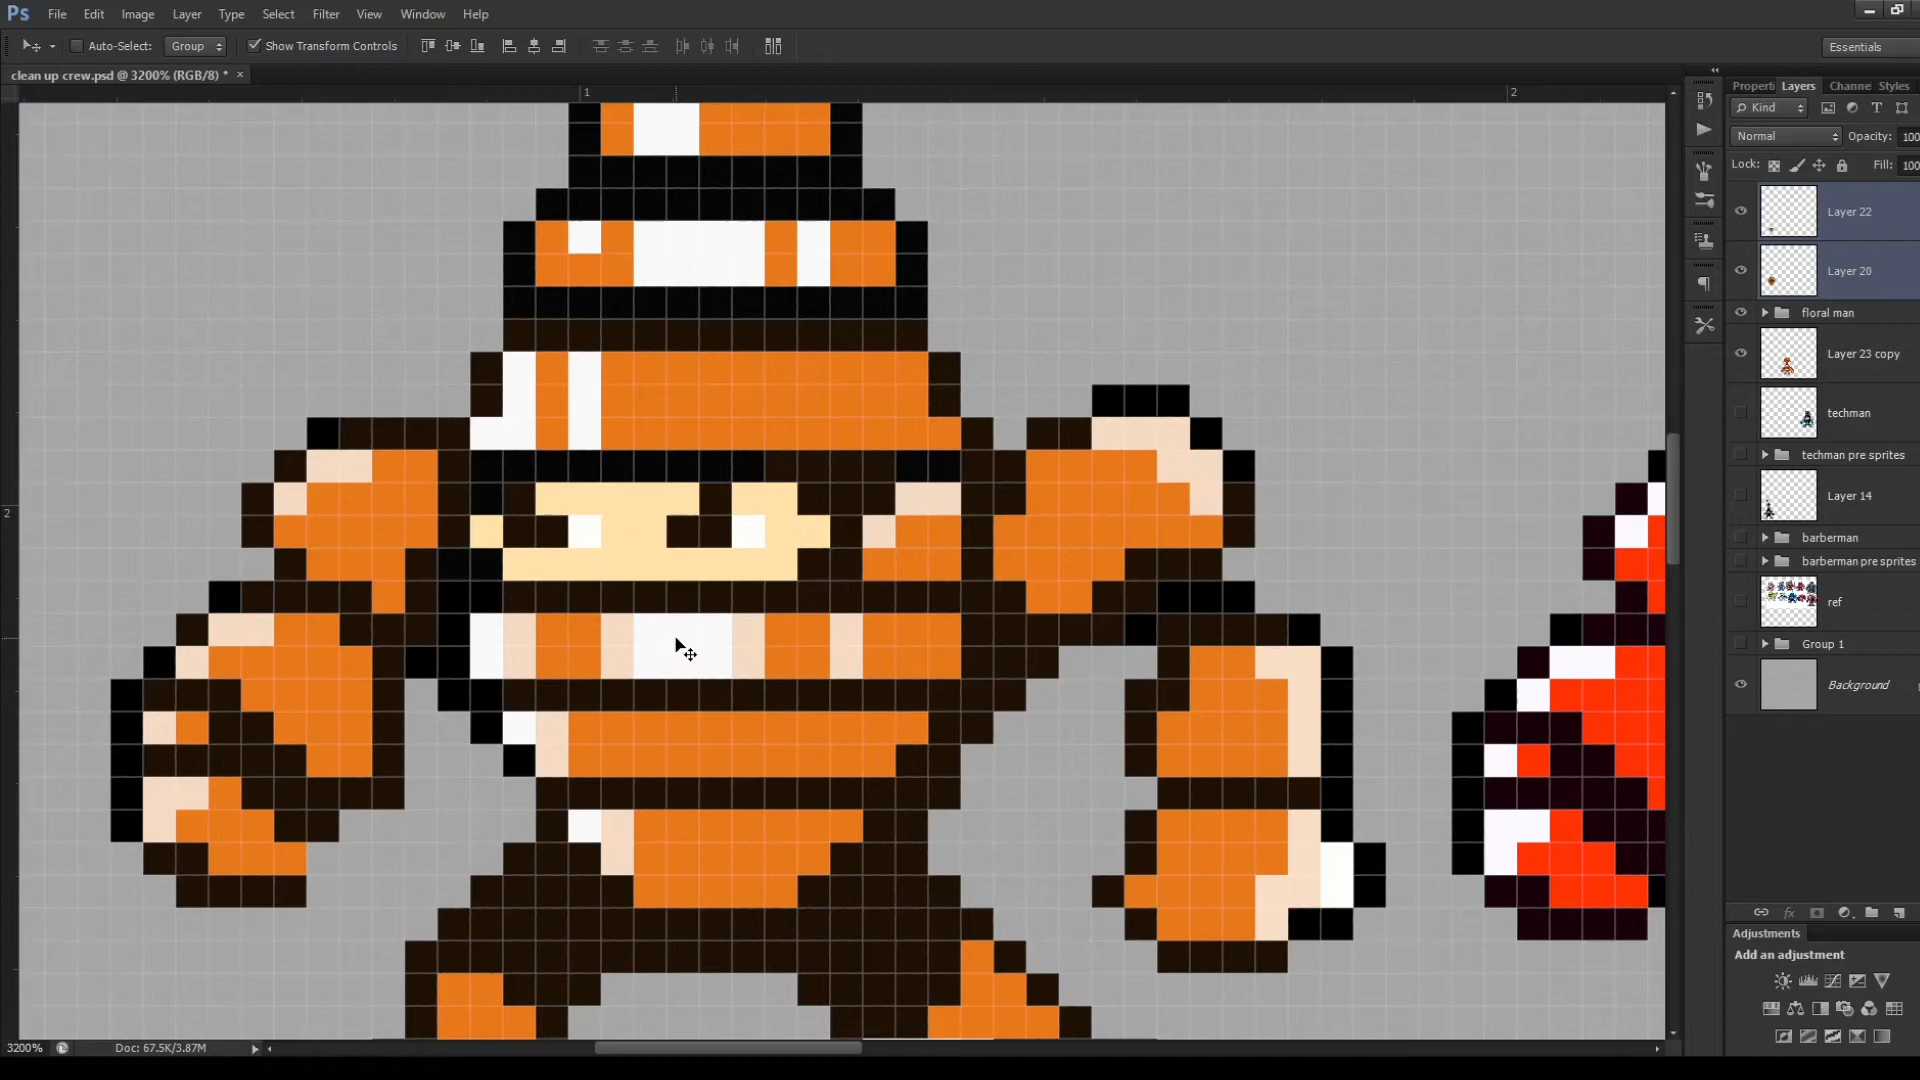 Ps File Edit Image Layer Type Select Filter View Window Help
Auto-Select: Group Show Transform Controls Essentials
clean up crew.psd @ 3200% (RGB/8) * ×
1 2
2
Properti Layers Channe Styles
Kind
Normal Opacity: 100
Lock: Fill: 100
Layer 22
Layer 20
floral man
Layer 23 copy
techman
techman pre sprites
Layer 14
barberman
barberman pre sprites
ref
Group 1
Background
fx
Adjustments
Add an adjustment
3200% Doc: 67.5K/3.87M